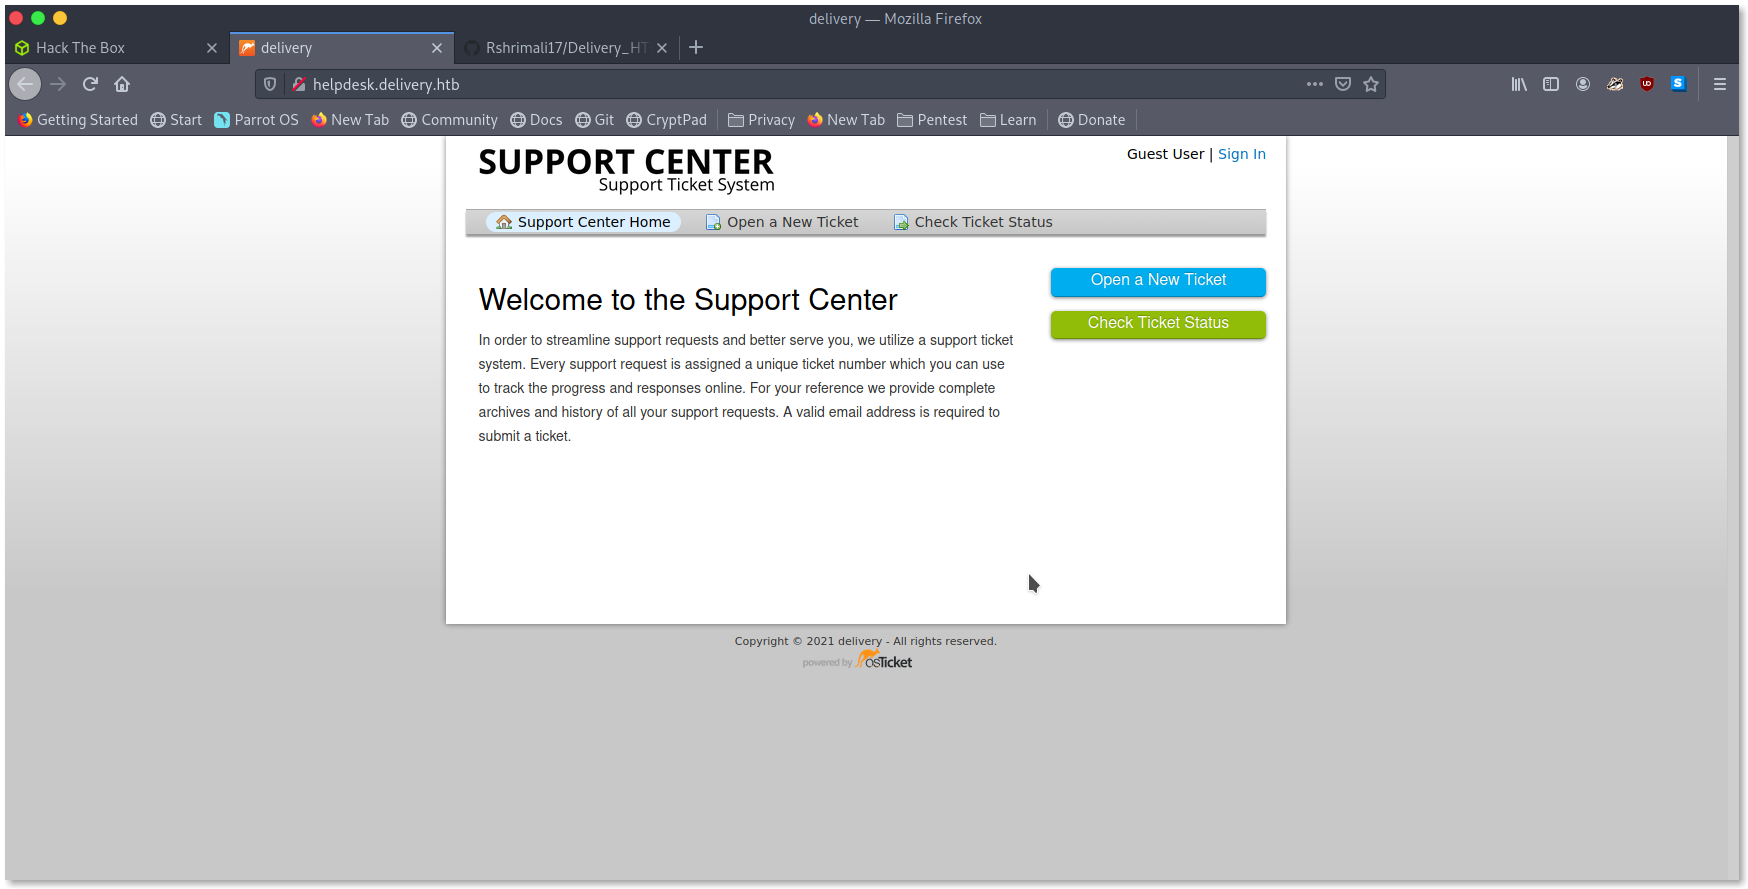 delivery — Mozilla Firefox
Hack The Box
delivery
Rshrimali17/Delivery_HT
helpdesk.delivery.htb
Getting Started Start Parrot OS New Tab Community Docs Git CryptPad Privacy New Tab Pentest Learn Donate
SUPPORT CENTER
Support Ticket System
Guest User | Sign In
Support Center Home Open a New Ticket Check Ticket Status
Open a New Ticket
Check Ticket Status
Welcome to the Support Center
In order to streamline support requests and better serve you, we utilize a support ticket
system. Every support request is assigned a unique ticket number which you can use
to track the progress and responses online. For your reference we provide complete
archives and history of all your support requests. A valid email address is required to
submit a ticket.
Copyright © 2021 delivery - All rights reserved.
powered by osTicket